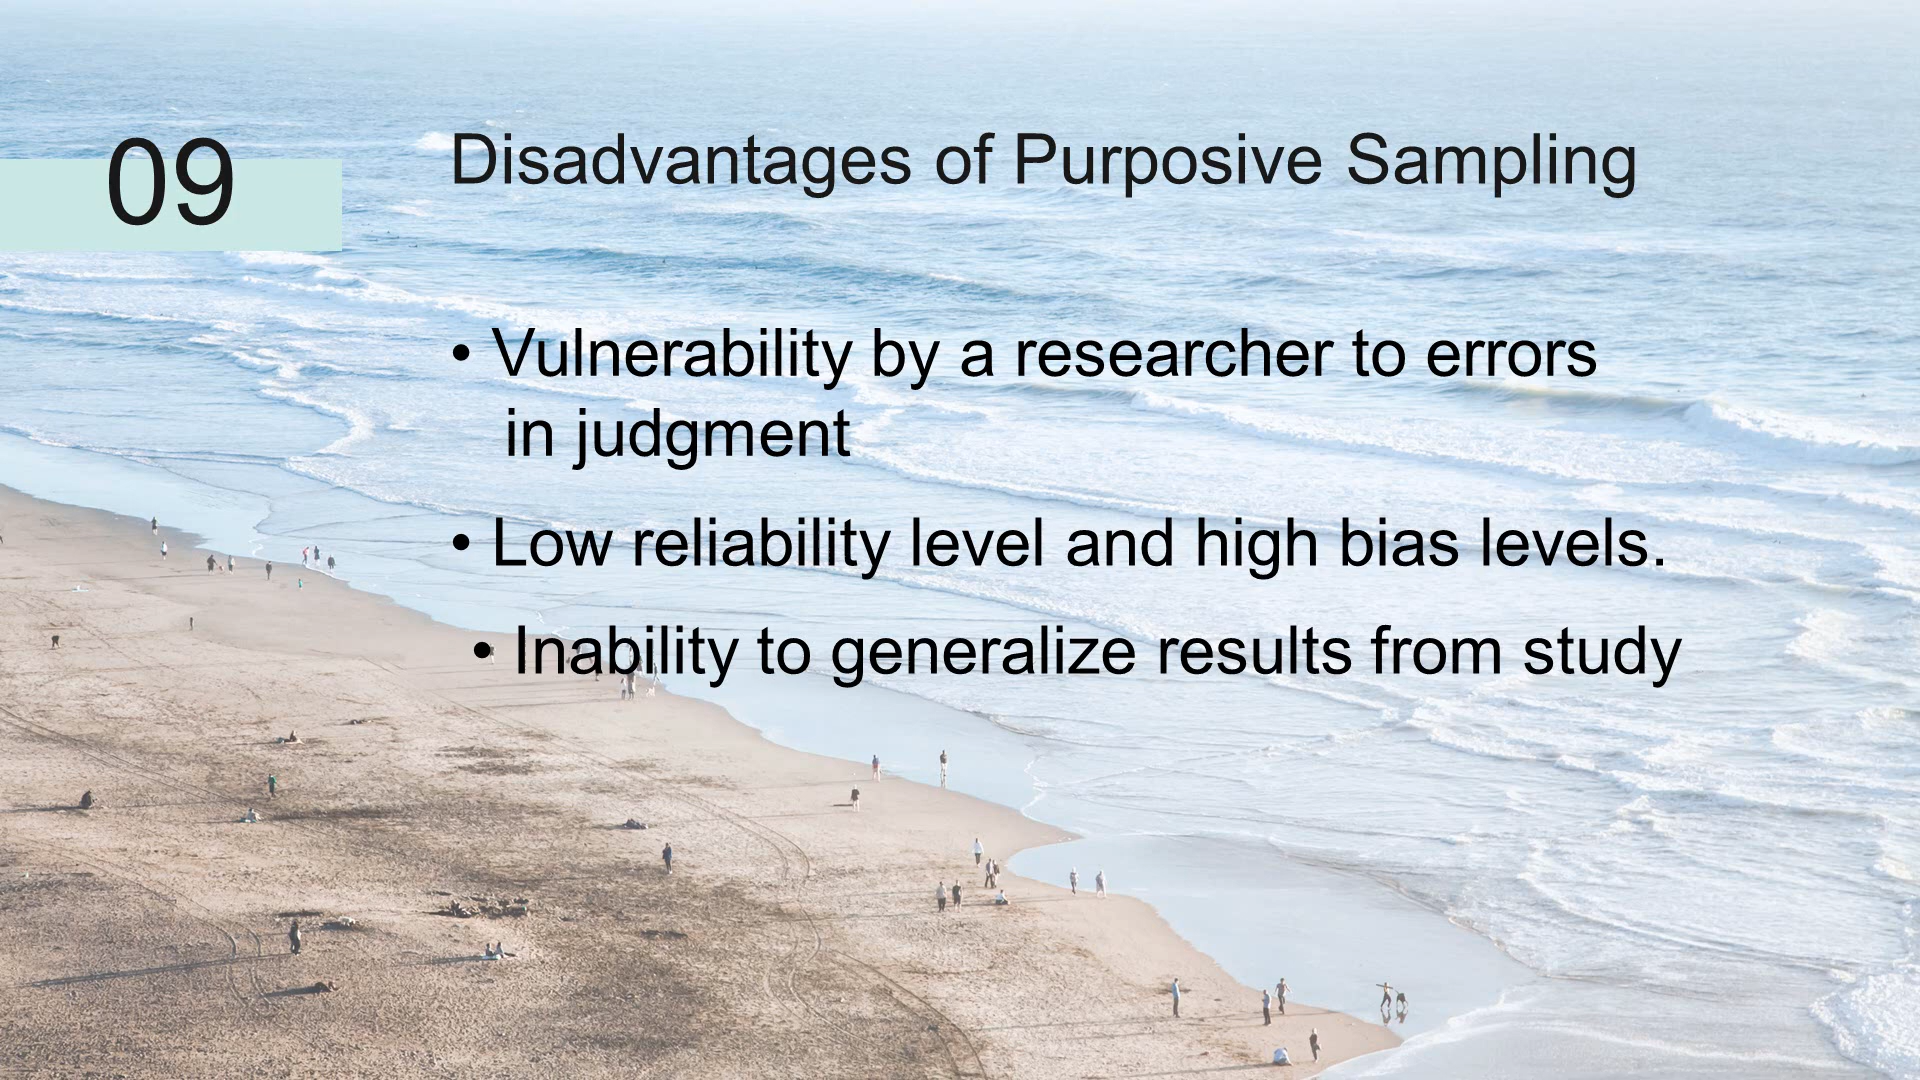 09
Disadvantages of Purposive Sampling
• Vulnerability by a researcher to errors
in judgment
• Low reliability level and high bias levels.
• Inability to generalize results from study